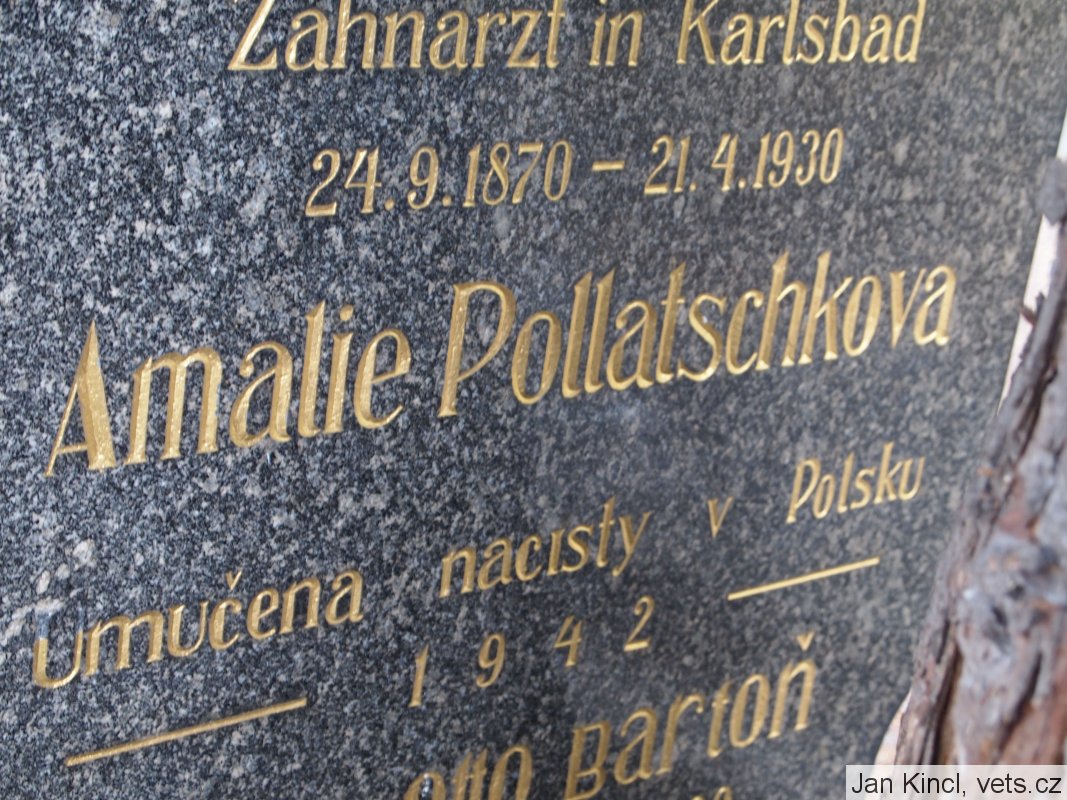 Zahnarzt in Karlsbad
24.9.1870 – 21.4.1930
Amalie Pollatschkova
umučena nacisty v Polsku
1942
Otto Bartoň
Jan Kincl, vets.cz